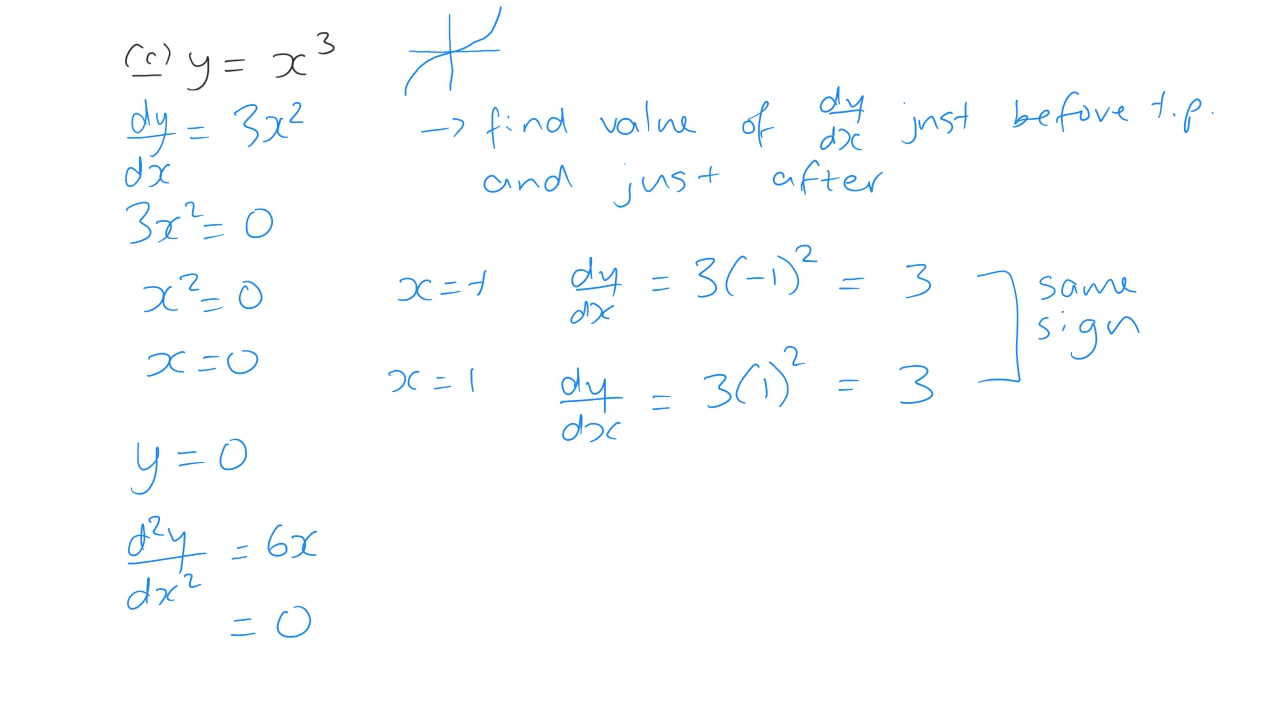 (c) y = x³
dy/dx = 3x²
→ find value of dy/dx just before t.p.
and just after
3x² = 0
x² = 0
x = 0
x = -1 dy/dx = 3(-1)² = 3
x = 1 dy/dx = 3(1)² = 3
same
sign
y = 0
d²y/dx² = 6x
= 0